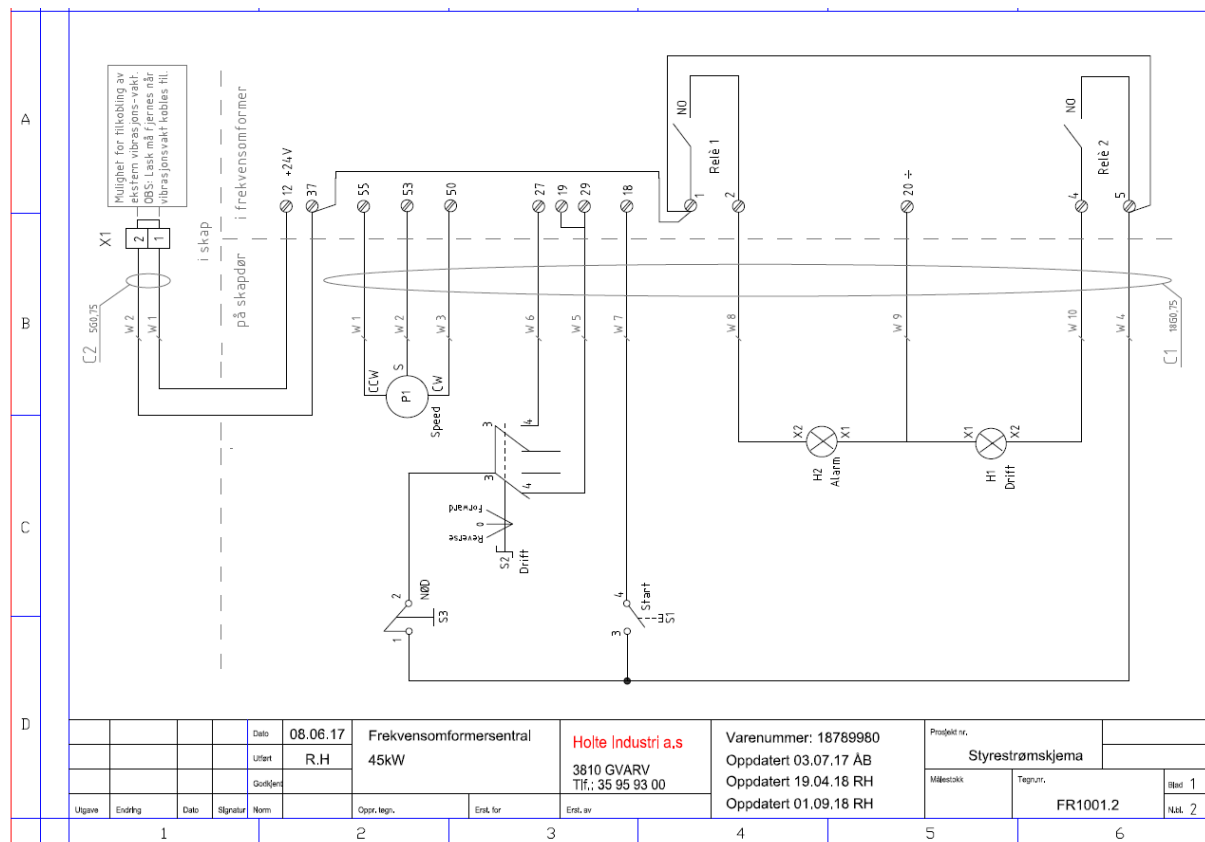 A
B
C
D
Mulighet for tilkobling av
ekstern vibrasjons-vakt.
OBS: Lask må fjernes når
vibrasjonsvakt kobles til.
i skap
i frekvensomformer
på skapdør
X1
2
1
C2 5G0,75
W 2
W 1
12 +24V
37
55
53
50
27
19
29
18
1
2
20 ÷
4
5
NO
Relè 1
NO
Relè 2
W 1
W 2
W 3
W 6
W 5
W 7
W 8
W 9
W 10
W 4
C1 18G0,75
CCW
S
CW
P1
Speed
3
4
3
4
Forward
0
Reverse
S2
Drift
X2
X1
H2
Alarm
X1
X2
H1
Drift
2
NØD
1
S3
4
Start
3
S1
Dato 08.06.17
Utført R.H
Godkjent
Utgave Endring Dato Signatur Norm
Frekvensomformersentral
45kW
Oppr. tegn. Erst. for Erst. av
Holte Industri a,s
3810 GVARV
Tlf,: 35 95 93 00
Varenummer: 18789980
Oppdatert 03.07.17 ÅB
Oppdatert 19.04.18 RH
Oppdatert 01.09.18 RH
Prosjekt nr.
Styrestrømskjema
Målestokk
Tegn.nr.
FR1001.2
Blad 1
N.bl. 2
1 2 3 4 5 6